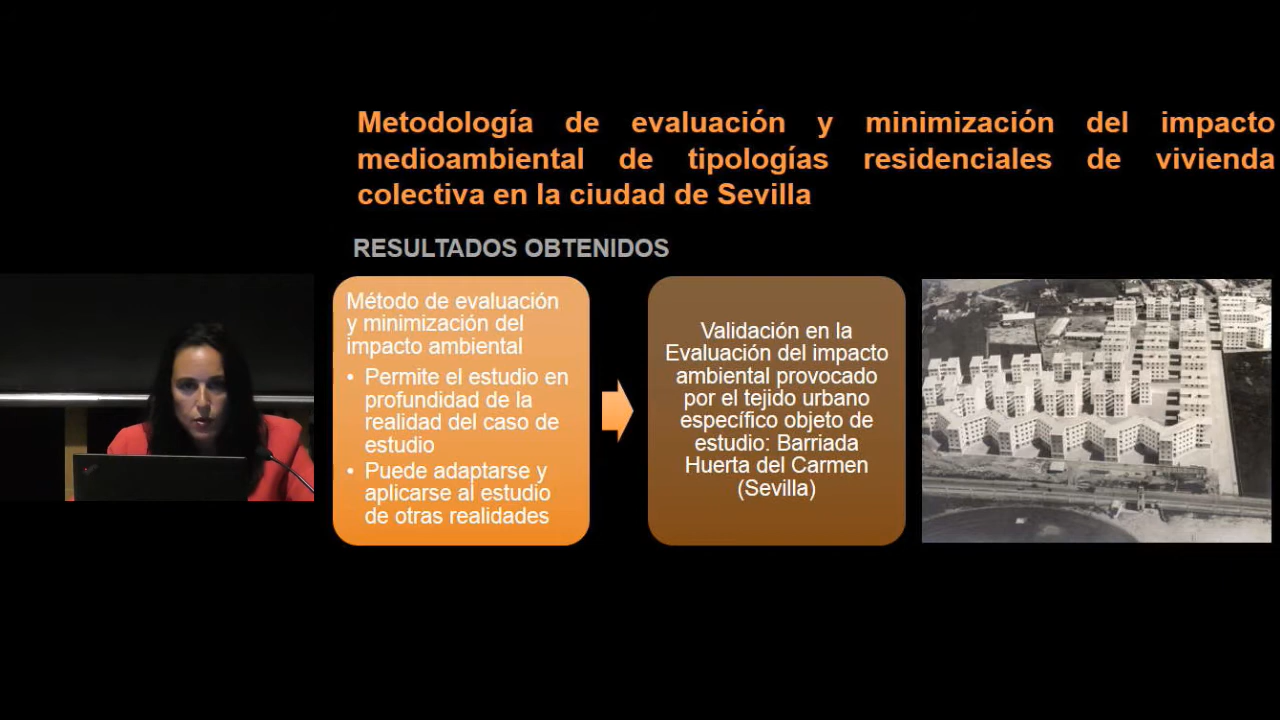 Metodología de evaluación y minimización del impacto
medioambiental de tipologías residenciales de vivienda
colectiva en la ciudad de Sevilla
RESULTADOS OBTENIDOS
Método de evaluación
y minimización del
impacto ambiental
• Permite el estudio en
profundidad de la
realidad del caso de
estudio
• Puede adaptarse y
aplicarse al estudio
de otras realidades
Validación en la
Evaluación del impacto
ambiental provocado
por el tejido urbano
específico objeto de
estudio: Barriada
Huerta del Carmen
(Sevilla)